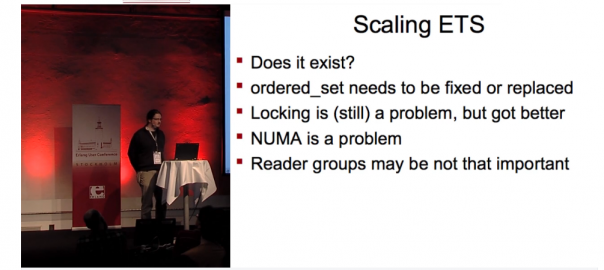 Scaling ETS
Does it exist?
ordered_set needs to be fixed or replaced
Locking is (still) a problem, but got better
NUMA is a problem
Reader groups may be not that important